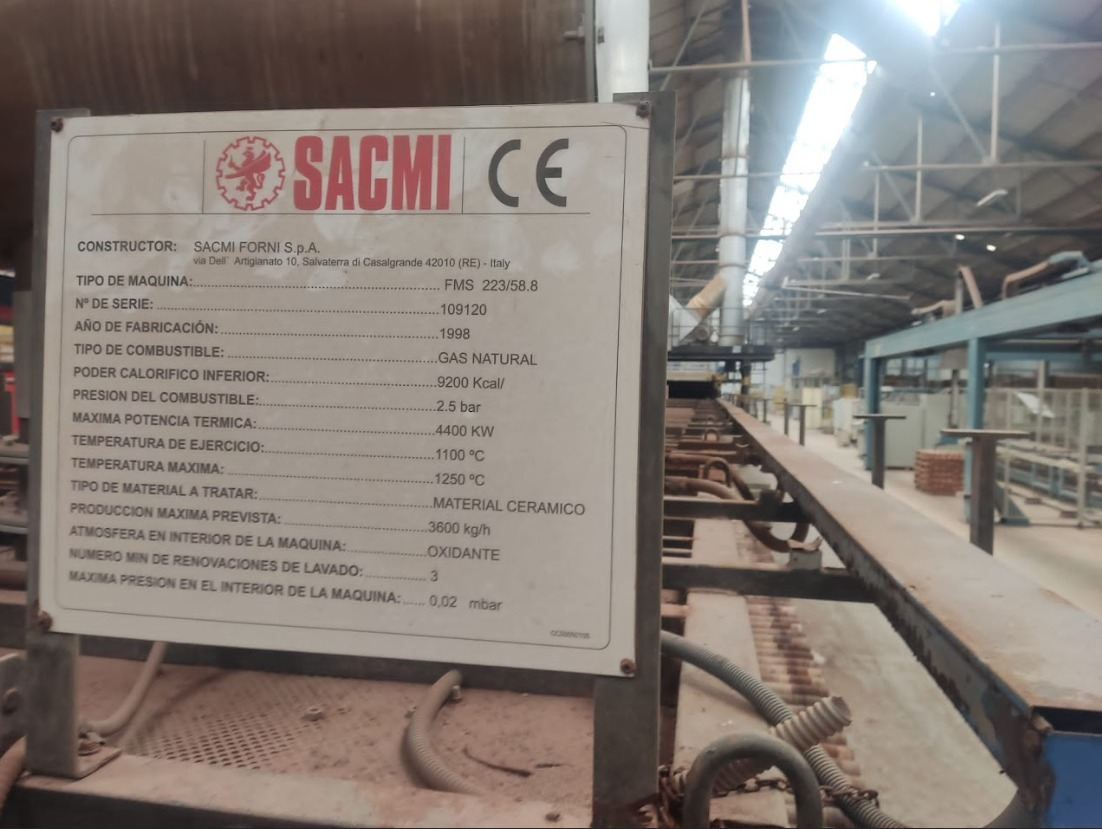 SACMI CE
CONSTRUCTOR: SACMI FORNI S.p.A.
via Dell' Artigianato 10, Salvaterra di Casalgrande 42010 (RE) - Italy
TIPO DE MAQUINA: FMS 223/58.8
Nº DE SERIE: 109120
AÑO DE FABRICACIÓN: 1998
TIPO DE COMBUSTIBLE: GAS NATURAL
PODER CALORIFICO INFERIOR: 9200 Kcal/
PRESION DEL COMBUSTIBLE: 2.5 bar
MAXIMA POTENCIA TERMICA: 4400 KW
TEMPERATURA DE EJERCICIO: 1100 ºC
TEMPERATURA MAXIMA: 1250 ºC
TIPO DE MATERIAL A TRATAR: MATERIAL CERAMICO
PRODUCCION MAXIMA PREVISTA: 3600 kg/h
ATMOSFERA EN INTERIOR DE LA MAQUINA: OXIDANTE
NUMERO MIN DE RENOVACIONES DE LAVADO: 3
MAXIMA PRESION EN EL INTERIOR DE LA MAQUINA: 0,02 mbar